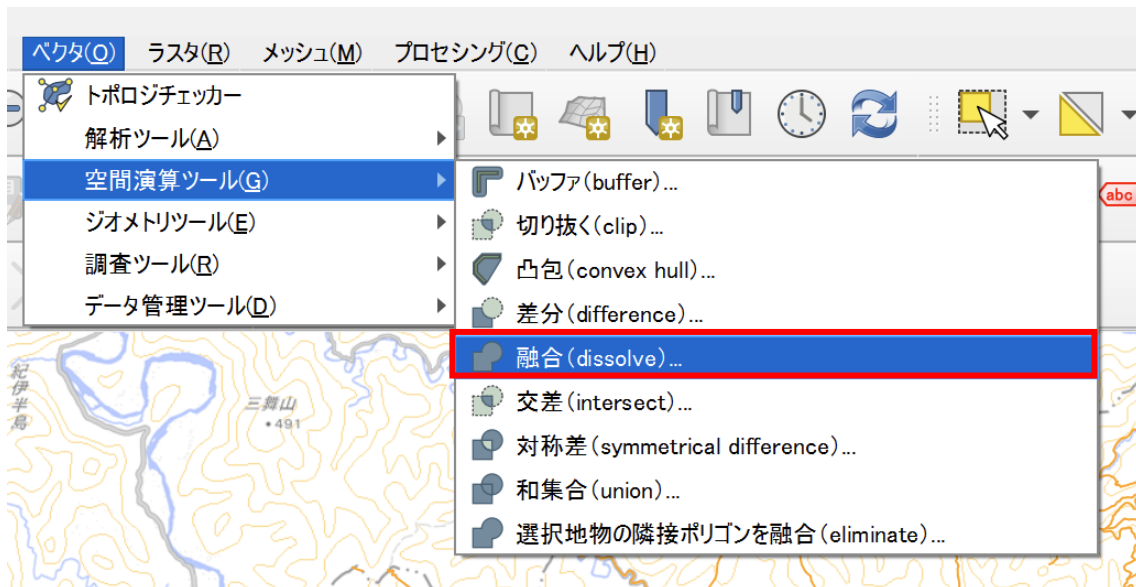 ベクタ(O) ラスタ(R) メッシュ(M) プロセシング(C) ヘルプ(H)
トポロジチェッカー
解析ツール(A)
空間演算ツール(G)
ジオメトリツール(E)
調査ツール(R)
データ管理ツール(D)
バッファ(buffer)...
切り抜く(clip)...
凸包(convex hull)...
差分(difference)...
融合(dissolve)...
交差(intersect)...
対称差(symmetrical difference)...
和集合(union)...
選択地物の隣接ポリゴンを融合(eliminate)...
abc
紀伊半島
三舞山
•491